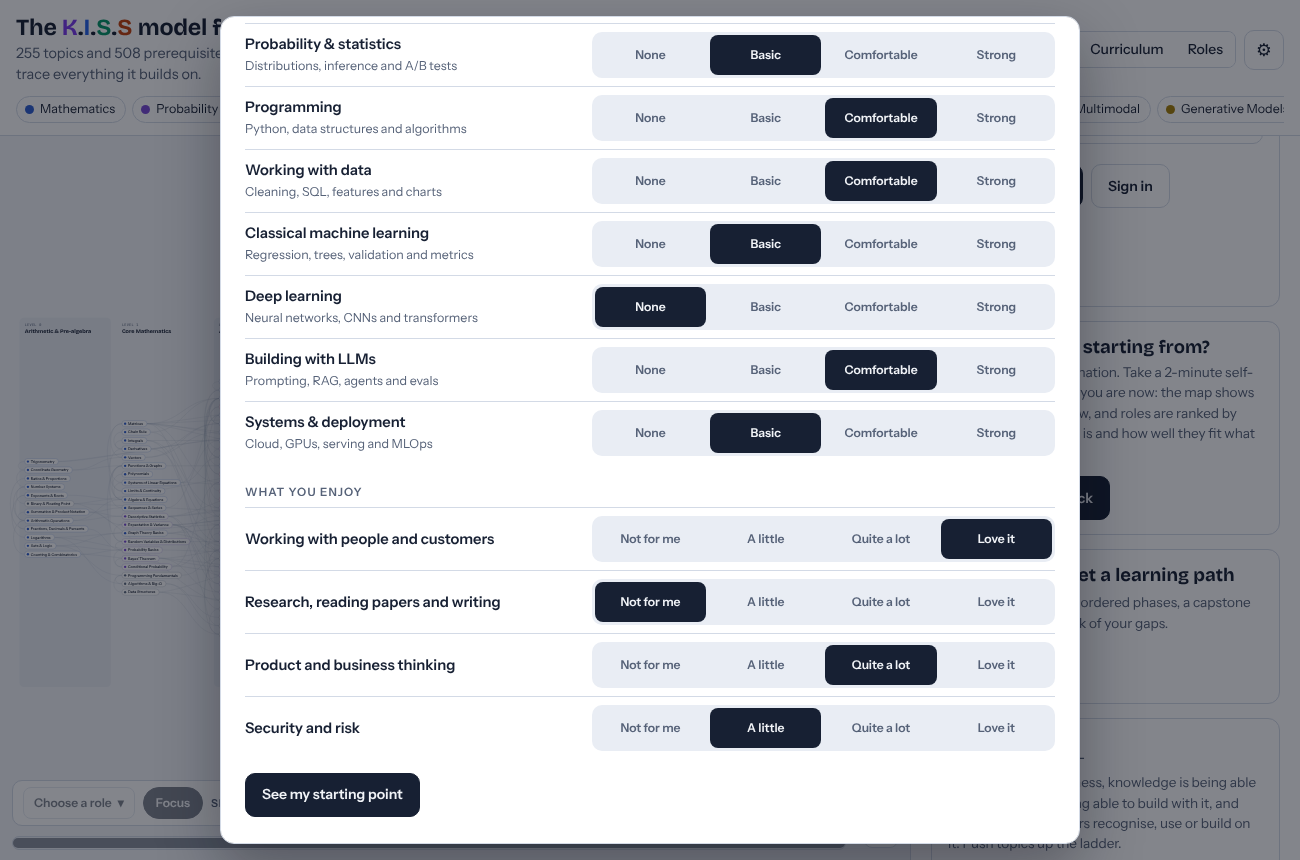 The K.I.S.S model f
255 topics and 508 prerequisite
trace everything it builds on.
Curriculum
Roles
Mathematics
Probability
Multimodal
Generative Models
Probability & statistics
Distributions, inference and A/B tests
None Basic Comfortable Strong
Programming
Python, data structures and algorithms
None Basic Comfortable Strong
Working with data
Cleaning, SQL, features and charts
None Basic Comfortable Strong
Classical machine learning
Regression, trees, validation and metrics
None Basic Comfortable Strong
Deep learning
Neural networks, CNNs and transformers
None Basic Comfortable Strong
Building with LLMs
Prompting, RAG, agents and evals
None Basic Comfortable Strong
Systems & deployment
Cloud, GPUs, serving and MLOps
None Basic Comfortable Strong
WHAT YOU ENJOY
Working with people and customers
Not for me A little Quite a lot Love it
Research, reading papers and writing
Not for me A little Quite a lot Love it
Product and business thinking
Not for me A little Quite a lot Love it
Security and risk
Not for me A little Quite a lot Love it
See my starting point
Arithmetic & Pre-algebra
Core Mathematics
Choose a role ▾
Focus
Sign in
starting from?
nation. Take a 2-minute self-
you are now: the map shows
w, and roles are ranked by
is and how well they fit what
ck
et a learning path
ordered phases, a capstone
k of your gaps.
ess, knowledge is being able
ng able to build with it, and
rs recognise, use or build on
it. Push topics up the ladder.